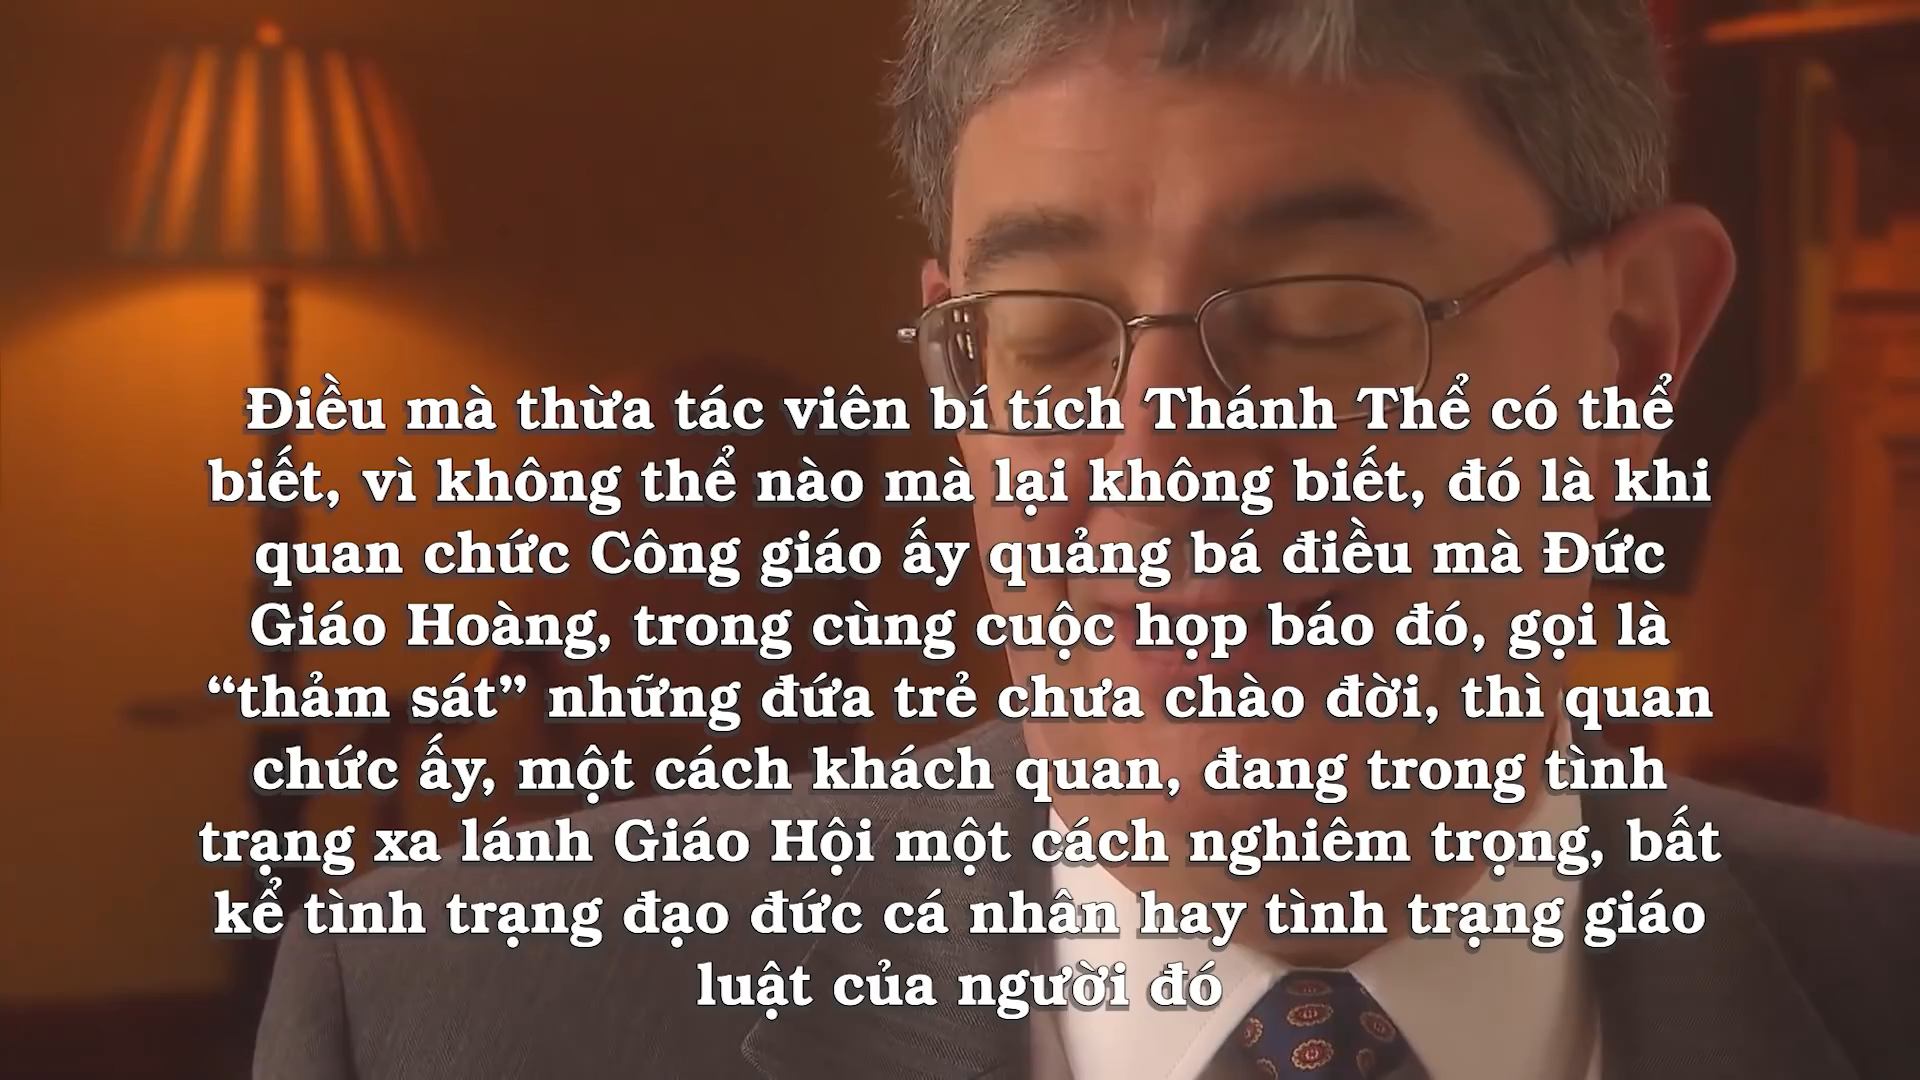 Điều mà thừa tác viên bí tích Thánh Thể có thể
biết, vì không thể nào mà lại không biết, đó là khi
quan chức Công giáo ấy quảng bá điều mà Đức
Giáo Hoàng, trong cùng cuộc họp báo đó, gọi là
“thảm sát” những đứa trẻ chưa chào đời, thì quan
chức ấy, một cách khách quan, đang trong tình
trạng xa lánh Giáo Hội một cách nghiêm trọng, bất
kể tình trạng đạo đức cá nhân hay tình trạng giáo
luật của người đó